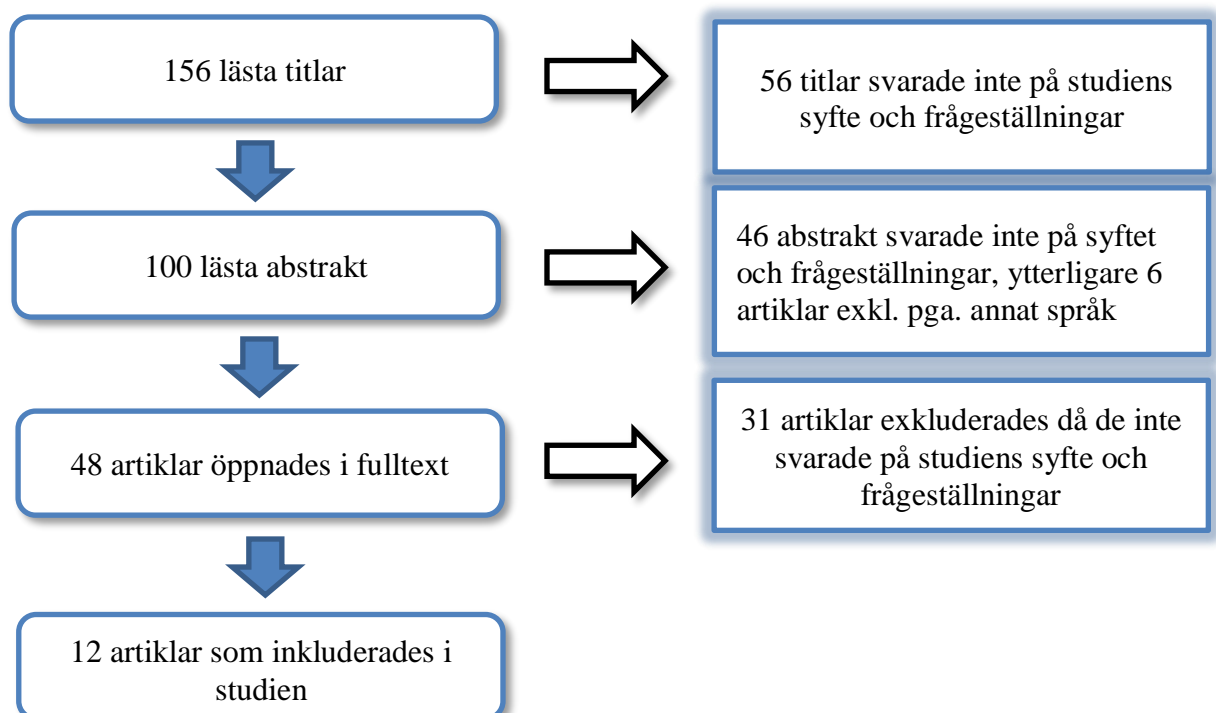 156 lästa titlar
56 titlar svarade inte på studiens
syfte och frågeställningar
100 lästa abstrakt
46 abstrakt svarade inte på syftet
och frågeställningar, ytterligare 6
artiklar exkl. pga. annat språk
48 artiklar öppnades i fulltext
31 artiklar exkluderades då de inte
svarade på studiens syfte och
frågeställningar
12 artiklar som inkluderades i
studien